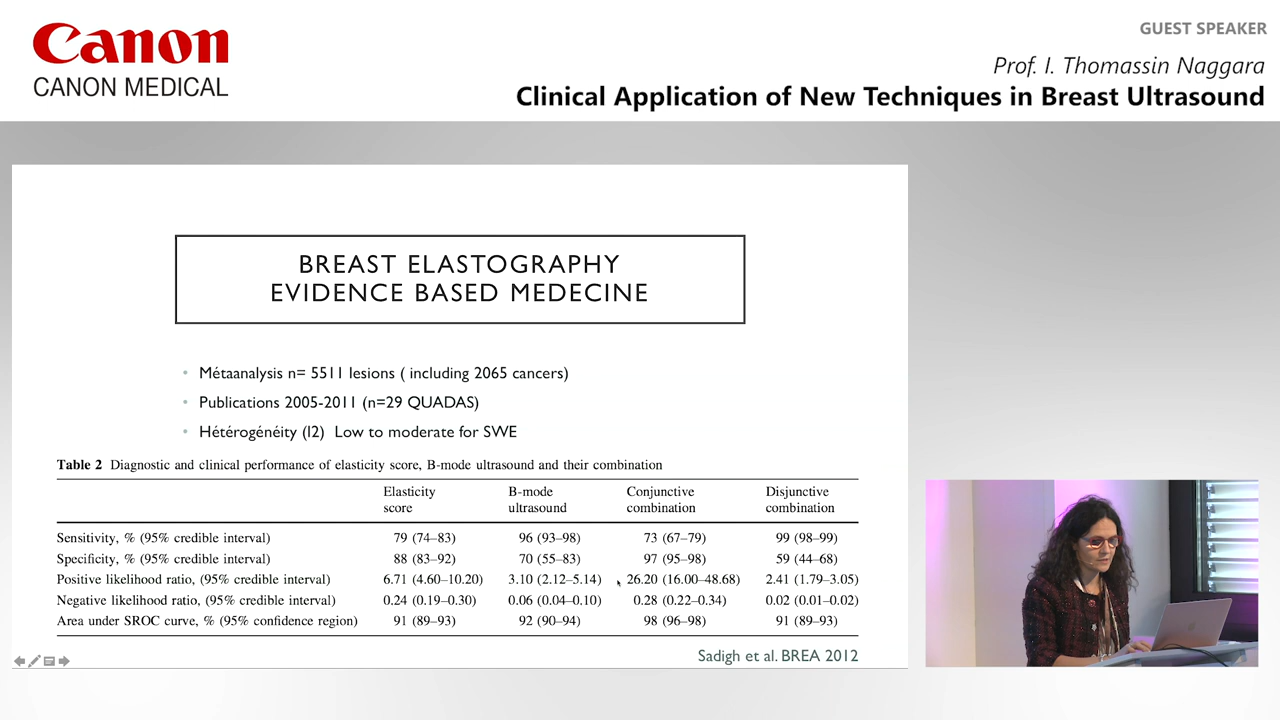 Canon
CANON MEDICAL
GUEST SPEAKER
Prof. I. Thomassin Naggara
Clinical Application of New Techniques in Breast Ultrasound
BREAST ELASTOGRAPHY
EVIDENCE BASED MEDECINE
• Métaanalysis n= 5511 lesions ( including 2065 cancers)
• Publications 2005-2011 (n=29 QUADAS)
• Hétérogénéity (I2) Low to moderate for SWE
Table 2 Diagnostic and clinical performance of elasticity score, B-mode ultrasound and their combination
Elasticity score B-mode ultrasound Conjunctive combination Disjunctive combination
Sensitivity, % (95% credible interval) 79 (74–83) 96 (93–98) 73 (67–79) 99 (98–99)
Specificity, % (95% credible interval) 88 (83–92) 70 (55–83) 97 (95–98) 59 (44–68)
Positive likelihood ratio, (95% credible interval) 6.71 (4.60–10.20) 3.10 (2.12–5.14) 26.20 (16.00–48.68) 2.41 (1.79–3.05)
Negative likelihood ratio, (95% credible interval) 0.24 (0.19–0.30) 0.06 (0.04–0.10) 0.28 (0.22–0.34) 0.02 (0.01–0.02)
Area under SROC curve, % (95% confidence region) 91 (89–93) 92 (90–94) 98 (96–98) 91 (89–93)
Sadigh et al. BREA 2012